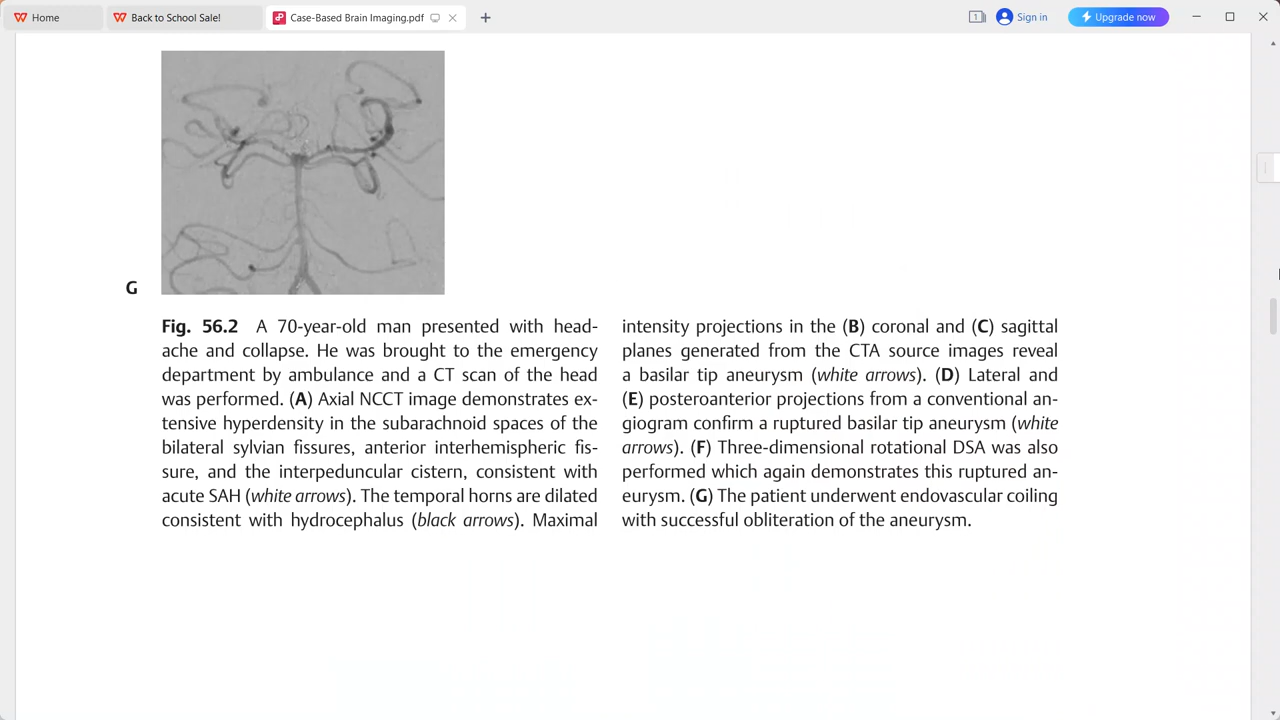 Home
Back to School Sale!
Case-Based Brain Imaging.pdf
1
Sign in
Upgrade now
G
Fig. 56.2 A 70-year-old man presented with head-
ache and collapse. He was brought to the emergency
department by ambulance and a CT scan of the head
was performed. (A) Axial NCCT image demonstrates ex-
tensive hyperdensity in the subarachnoid spaces of the
bilateral sylvian fissures, anterior interhemispheric fis-
sure, and the interpeduncular cistern, consistent with
acute SAH (white arrows). The temporal horns are dilated
consistent with hydrocephalus (black arrows). Maximal
intensity projections in the (B) coronal and (C) sagittal
planes generated from the CTA source images reveal
a basilar tip aneurysm (white arrows). (D) Lateral and
(E) posteroanterior projections from a conventional an-
giogram confirm a ruptured basilar tip aneurysm (white
arrows). (F) Three-dimensional rotational DSA was also
performed which again demonstrates this ruptured an-
eurysm. (G) The patient underwent endovascular coiling
with successful obliteration of the aneurysm.